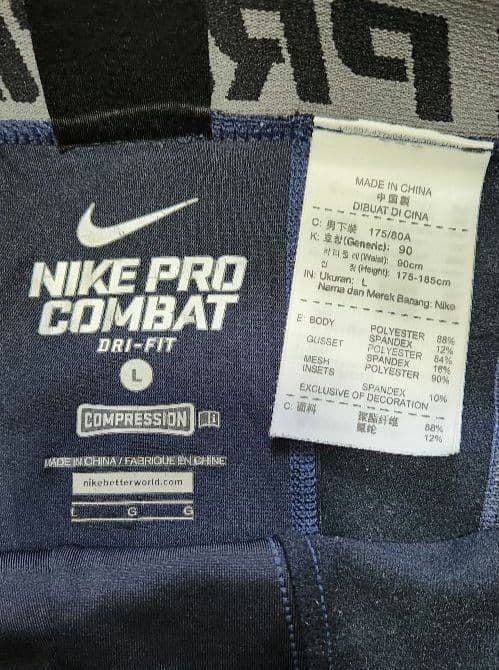 PR
NIKE PRO
COMBAT
DRI-FIT
L
COMPRESSION
MADE IN CHINA / FABRIQUÉ EN CHINE
nikebetterworld.com
L G G
MADE IN CHINA
中國製
DIBUAT DI CINA
C: 男下裝 175/80A
K: 호칭(Generic): 90
허리둘레(Waist): 90cm
신 장(Height): 175-185cm
IN: Ukuran: L
Nama dan Merek Barang: Nike
E: BODY POLYESTER 88%
SPANDEX 12%
GUSSET POLYESTER 84%
SPANDEX 16%
MESH POLYESTER 90%
INSETS
SPANDEX 10%
EXCLUSIVE OF DECORATION
C: 面料 聚酯纤维 88%
氨纶 12%